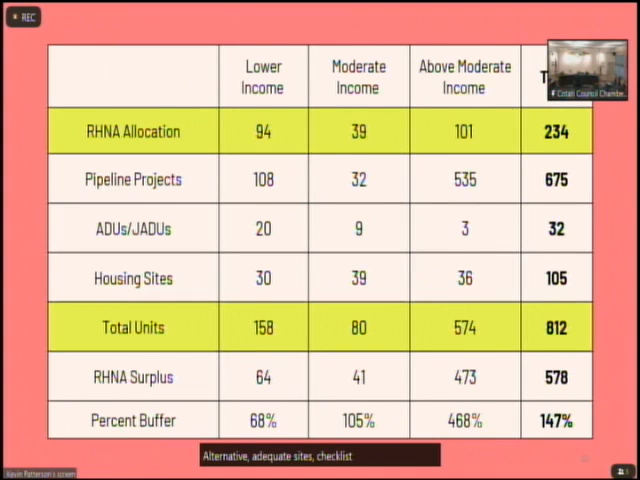 REC
Lower Income Moderate Income Above Moderate Income T
RHNA Allocation 94 39 101 234
Pipeline Projects 108 32 535 675
ADUs/JADUs 20 9 3 32
Housing Sites 30 39 36 105
Total Units 158 80 574 812
RHNA Surplus 64 41 473 578
Percent Buffer 68% 105% 468% 147%
Cotati Council Chambe...
Alternative, adequate sites, checklist
Kevin Patterson's screen